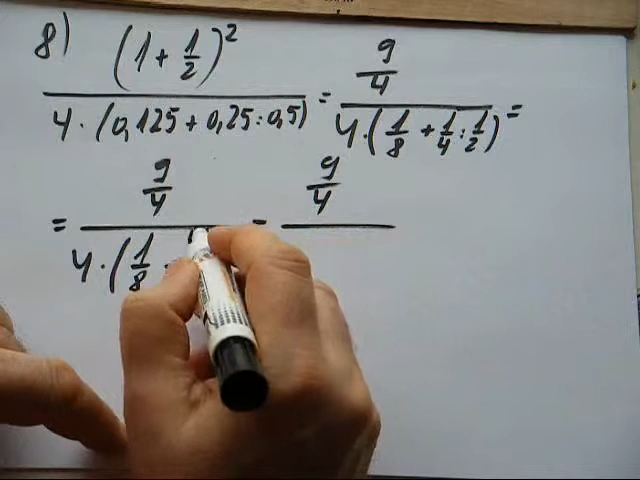 8) (1 + 1/2)² / 4 · (0,125 + 0,25 : 0,5) = 9/4 / 4 · (1/8 + 1/4 : 1/2) =
= 9/4 / 4 · (1/8 = 9/4 /